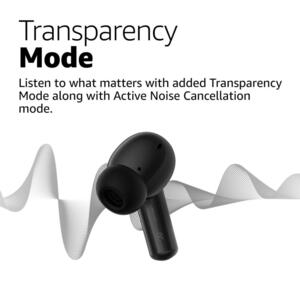 Transparency
Mode
Listen to what matters with added Transparency
Mode along with Active Noise Cancellation
mode.